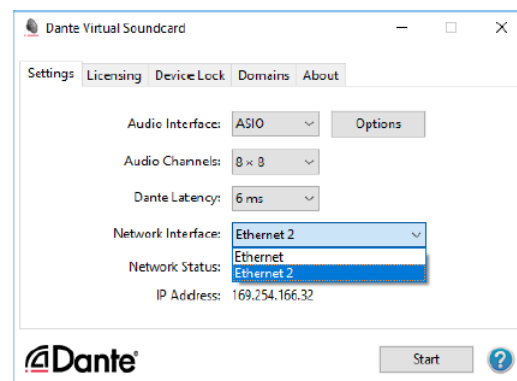 Dante Virtual Soundcard
Settings Licensing Device Lock Domains About
Audio Interface: ASIO Options
Audio Channels: 8 × 8
Dante Latency: 6 ms
Network Interface: Ethernet 2
Ethernet
Network Status: Ethernet 2
IP Address: 169.254.166.32
Dante® Start ?